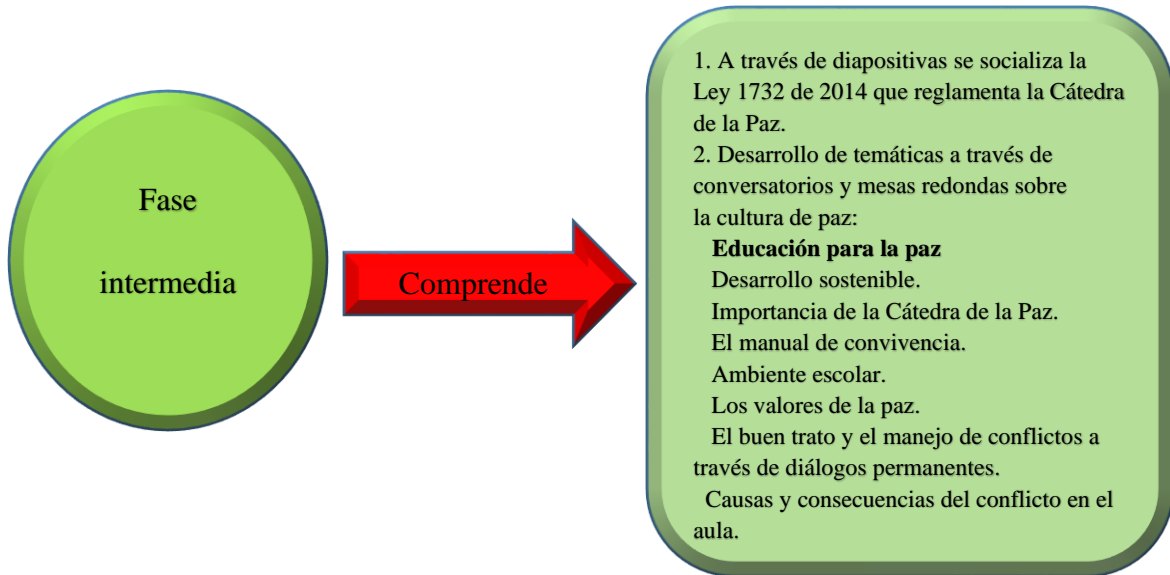 Fase
intermedia
Comprende
1. A través de diapositivas se socializa la
Ley 1732 de 2014 que reglamenta la Cátedra
de la Paz.
2. Desarrollo de temáticas a través de
conversatorios y mesas redondas sobre
la cultura de paz:
Educación para la paz
Desarrollo sostenible.
Importancia de la Cátedra de la Paz.
El manual de convivencia.
Ambiente escolar.
Los valores de la paz.
El buen trato y el manejo de conflictos a
través de diálogos permanentes.
Causas y consecuencias del conflicto en el
aula.